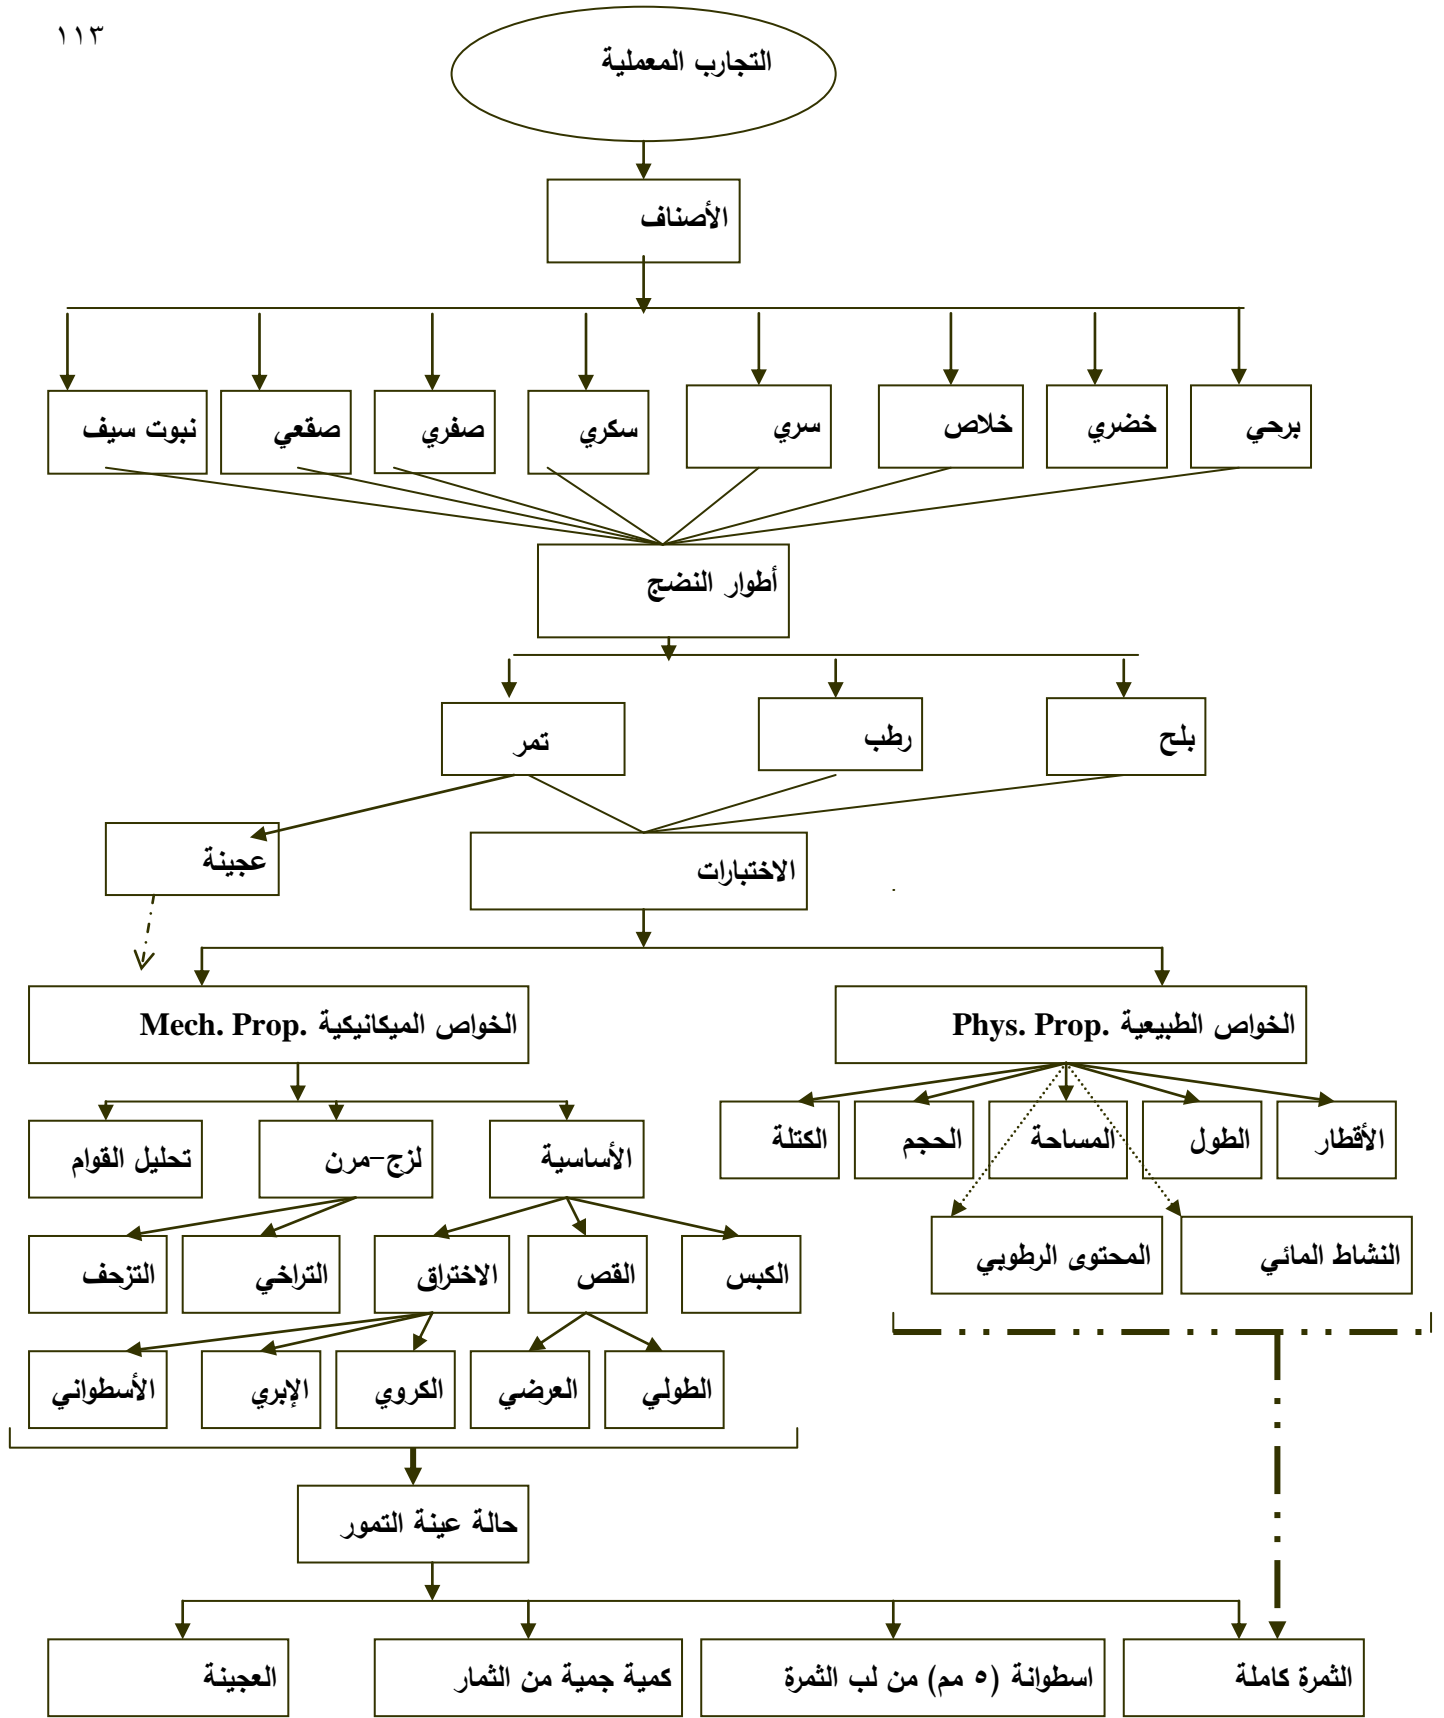 ١١٣
التجارب المعملية
الأصناف
برحي
خضري
خلاص
سري
سكري
صفري
صقعي
نبوت سيف
أطوار النضج
بلح
رطب
تمر
عجينة
الاختبارات
الخواص الطبيعية Phys. Prop.
الخواص الميكانيكية Mech. Prop.
الأقطار
الطول
المساحة
الحجم
الكتلة
الأساسية
لزج-مرن
تحليل القوام
النشاط المائي
المحتوى الرطوبي
الكبس
القص
الاختراق
التراخي
التزحف
الطولي
العرضي
الكروي
الإبري
الأسطواني
حالة عينة التمور
الثمرة كاملة
اسطوانة (٥ مم) من لب الثمرة
كمية جمية من الثمار
العجينة